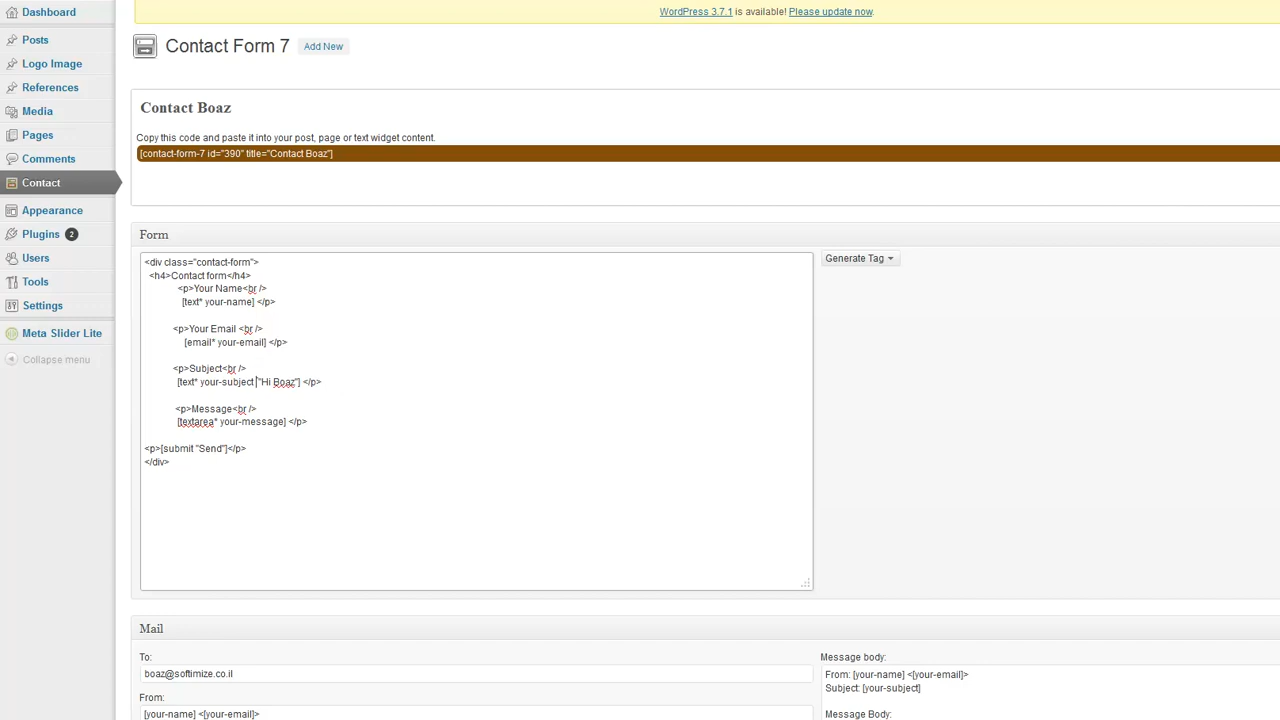 Dashboard
WordPress 3.7.1 is available! Please update now.
Posts
Contact Form 7 Add New
Logo Image
References
Media
Contact Boaz
Pages
Copy this code and paste it into your post, page or text widget content.
Comments
[contact-form-7 id="390" title="Contact Boaz"]
Contact
Appearance
Plugins 2
Users
Tools
Settings
Meta Slider Lite
Collapse menu
Form
<div class="contact-form">
<h4>Contact form</h4>
<p>Your Name<br />
[text* your-name] </p>
<p>Your Email <br />
[email* your-email] </p>
<p>Subject<br />
[text* your-subject "Hi Boaz"] </p>
<p>Message<br />
[textarea* your-message] </p>
<p>[submit "Send"]</p>
</div>
Generate Tag
Mail
To:
boaz@softimize.co.il
From:
[your-name] <[your-email]>
Message body:
From: [your-name] <[your-email]>
Subject: [your-subject]
Message Body: